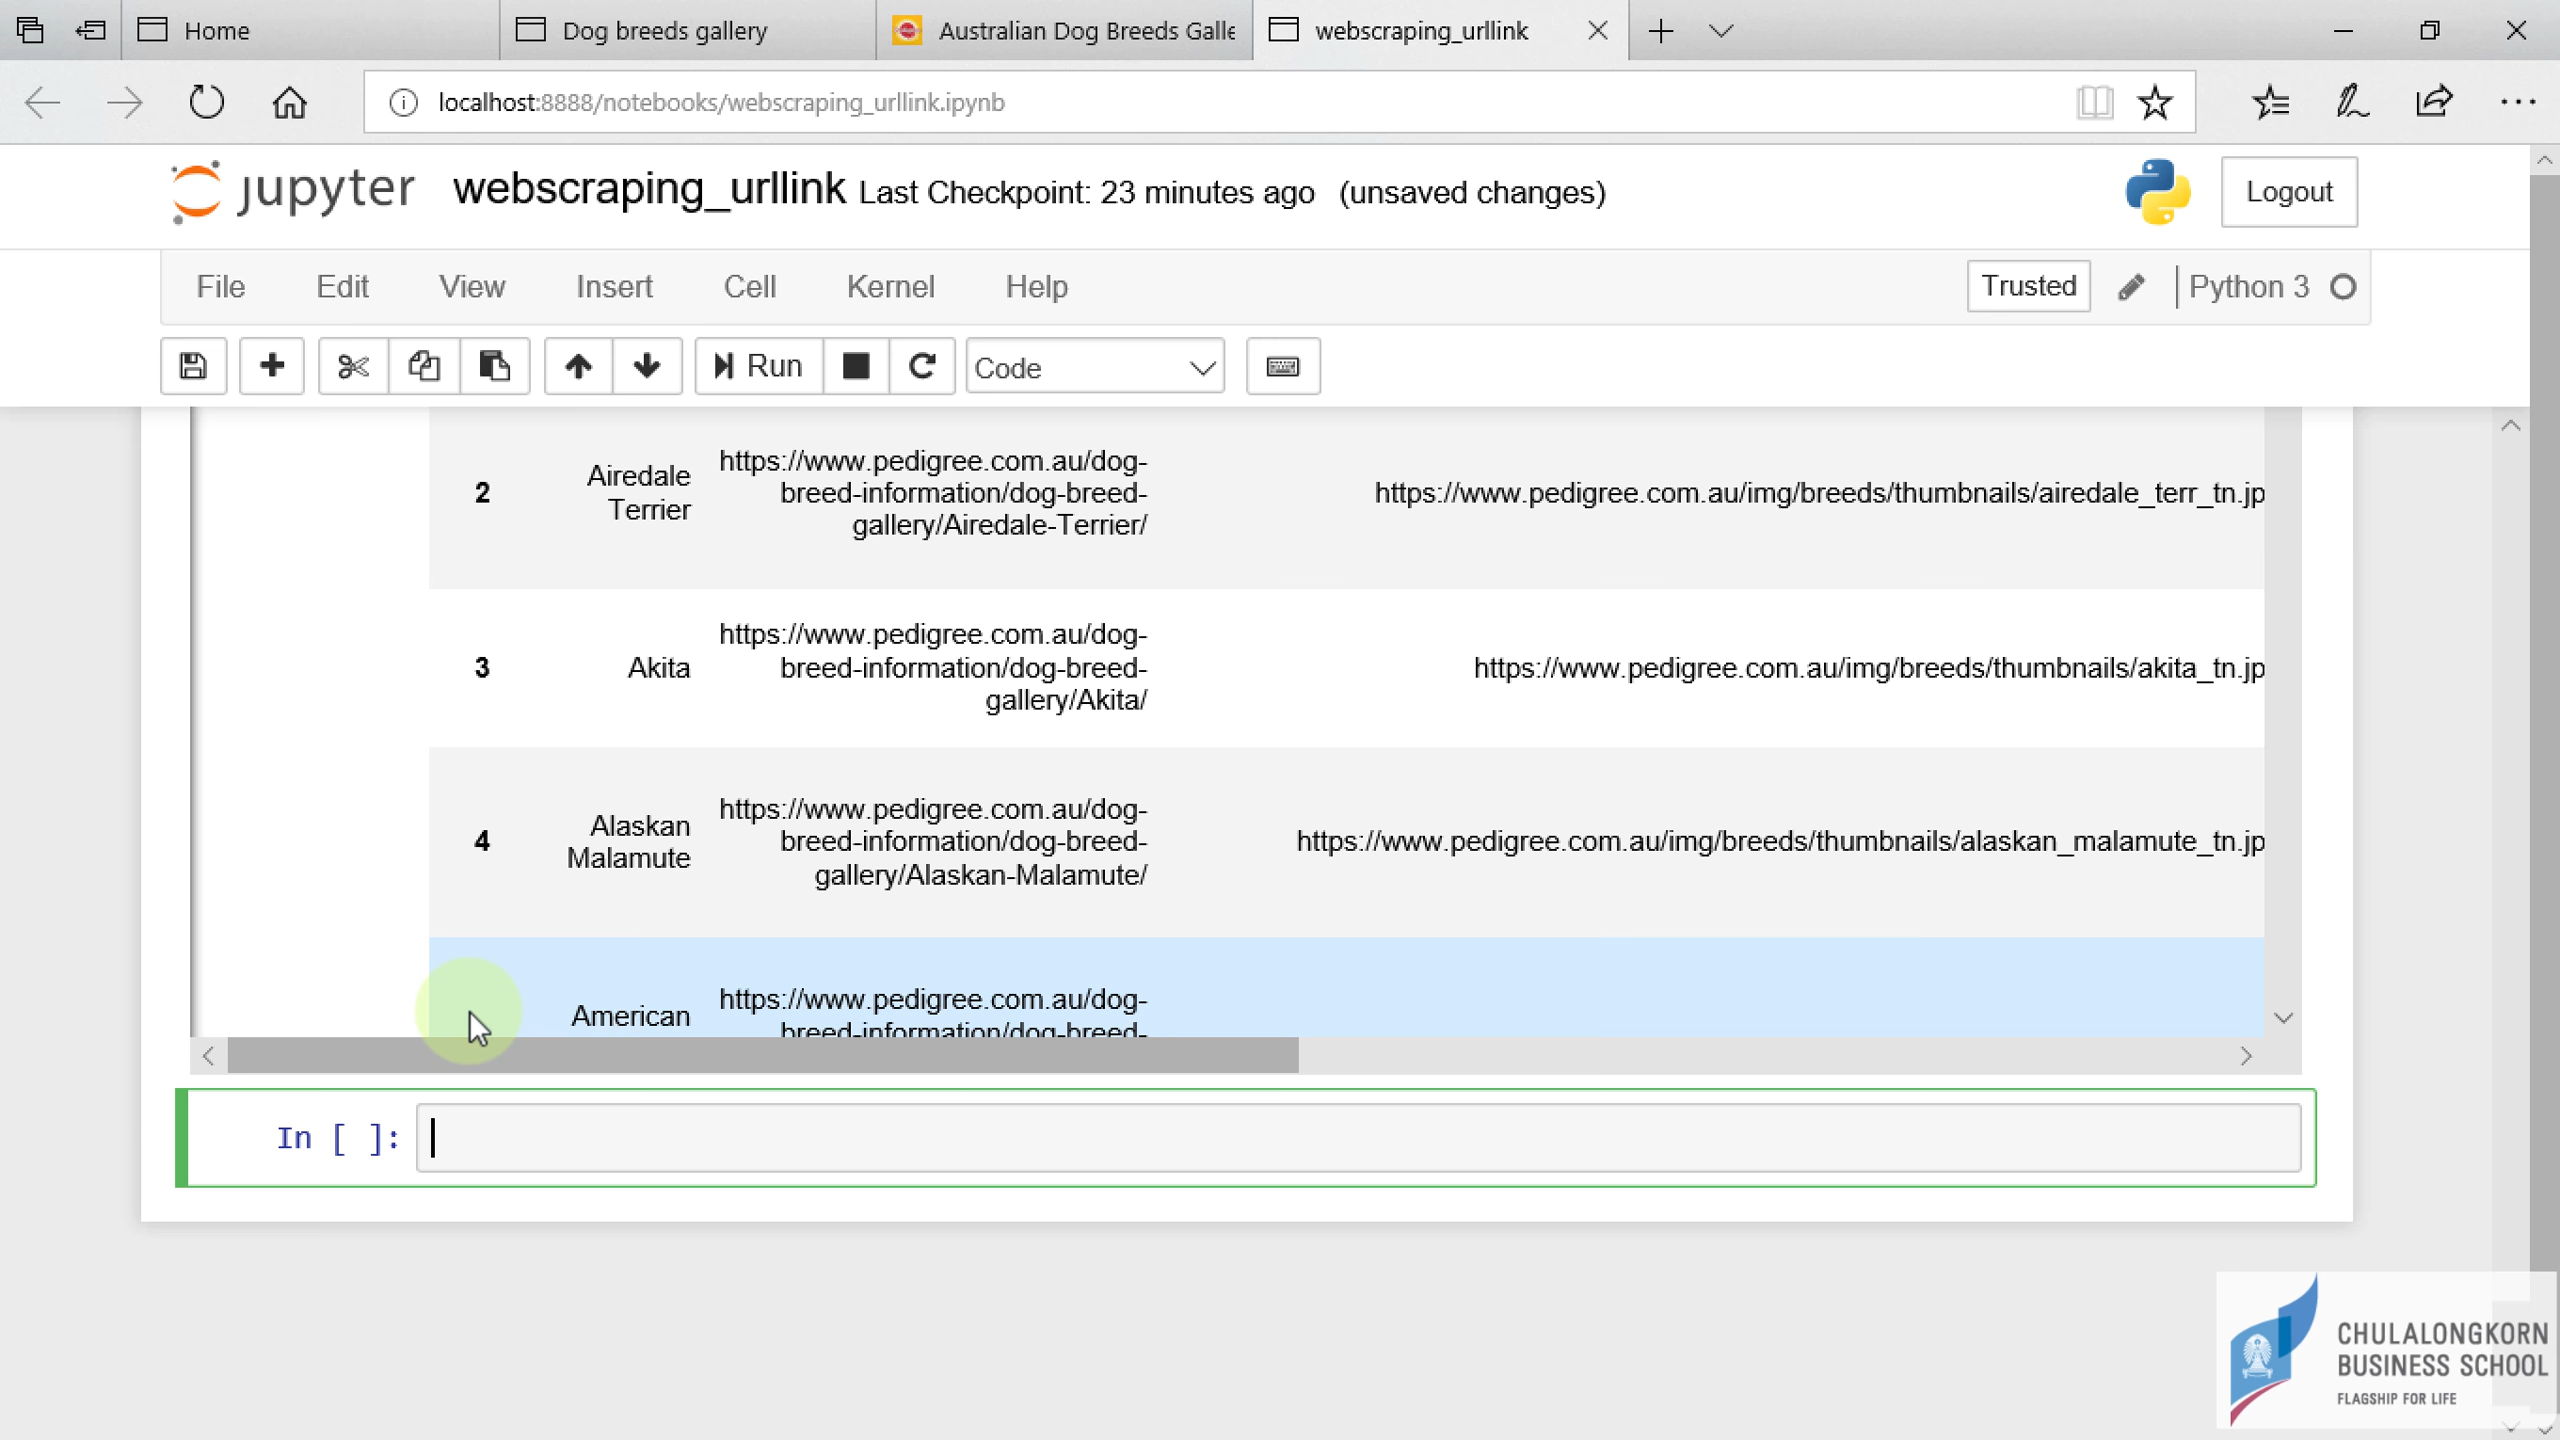 Home
Dog breeds gallery
Australian Dog Breeds Galle
webscraping_urllink
localhost:8888/notebooks/webscraping_urllink.ipynb
jupyter webscraping_urllink Last Checkpoint: 23 minutes ago (unsaved changes)
Logout
File Edit View Insert Cell Kernel Help
Trusted
Python 3
Run
Code
2
Airedale
Terrier
https://www.pedigree.com.au/dog-
breed-information/dog-breed-
gallery/Airedale-Terrier/
https://www.pedigree.com.au/img/breeds/thumbnails/airedale_terr_tn.jp
3
Akita
https://www.pedigree.com.au/dog-
breed-information/dog-breed-
gallery/Akita/
https://www.pedigree.com.au/img/breeds/thumbnails/akita_tn.jp
4
Alaskan
Malamute
https://www.pedigree.com.au/dog-
breed-information/dog-breed-
gallery/Alaskan-Malamute/
https://www.pedigree.com.au/img/breeds/thumbnails/alaskan_malamute_tn.jp
American
https://www.pedigree.com.au/dog-
breed-information/dog-breed-
In [ ]:
CHULALONGKORN
BUSINESS SCHOOL
FLAGSHIP FOR LIFE